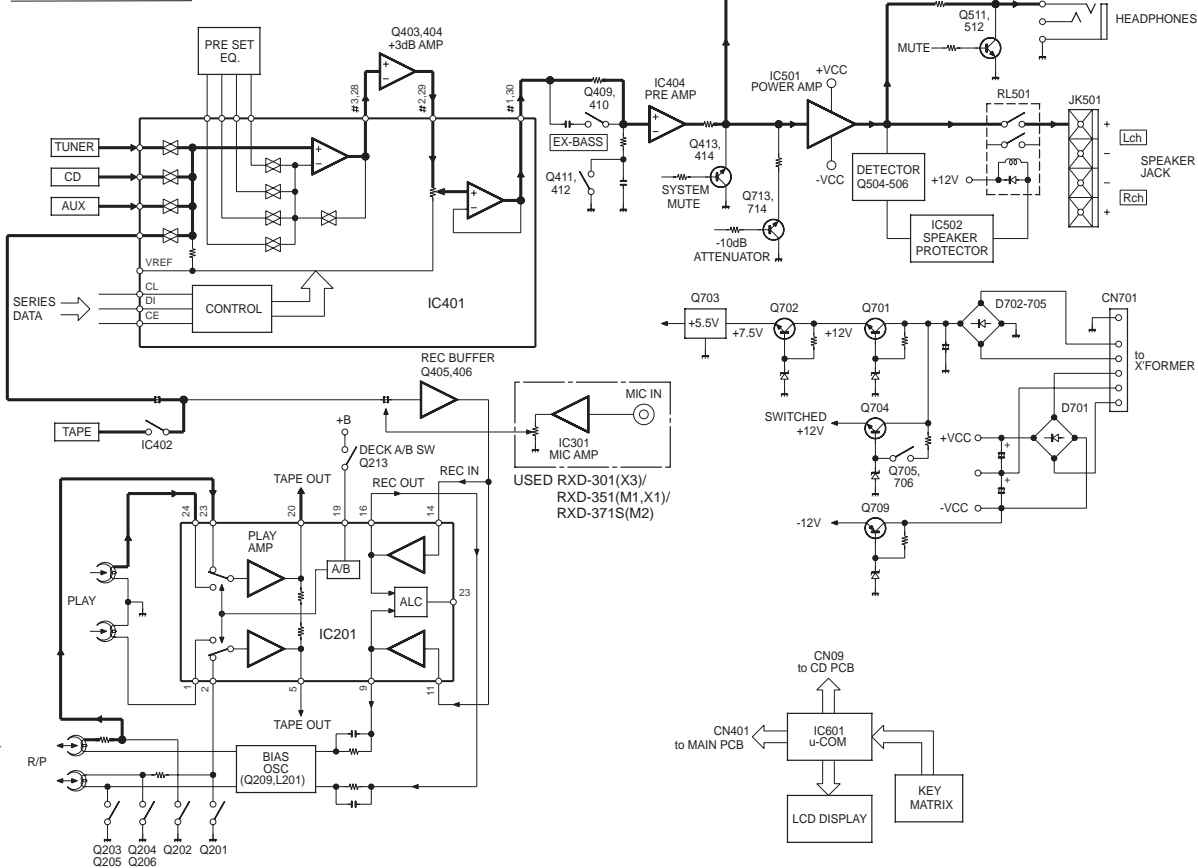 PRE SET
EQ.
Q403,404
+3dB AMP
#3,28
#2,29
#1,30
Q409,
410
EX-BASS
Q411,
412
IC404
PRE AMP
Q413,
414
SYSTEM
MUTE
Q713,
714
-10dB
ATTENUATOR
IC501
POWER AMP
+VCC
-VCC
Q511,
512
MUTE
HEADPHONES
RL501
JK501
+
Lch
−
SPEAKER
JACK
−
Rch
+
+12V
DETECTOR
Q504-506
IC502
SPEAKER
PROTECTOR
TUNER
CD
AUX
VREF
CL
DI
CE
SERIES
DATA
CONTROL
IC401
TAPE
IC402
REC BUFFER
Q405,406
MIC IN
IC301
MIC AMP
USED RXD-301(X3)/
RXD-351(M1,X1)/
RXD-371S(M2)
Q703
+5.5V
+7.5V
Q702
+12V
Q701
D702-705
CN701
to
X'FORMER
SWITCHED
+12V
Q704
Q705,
706
+VCC
+
+
-VCC
D701
-12V
Q709
+B
DECK A/B SW
Q213
TAPE OUT
REC OUT
REC IN
24
23
20
19
16
14
PLAY
AMP
A/B
ALC
23
IC201
PLAY
1
2
5
9
11
TAPE OUT
R/P
BIAS
OSC
(Q209,L201)
Q203
Q205
Q204
Q206
Q202
Q201
CN09
to CD PCB
CN401
to MAIN PCB
IC601
u-COM
KEY
MATRIX
LCD DISPLAY